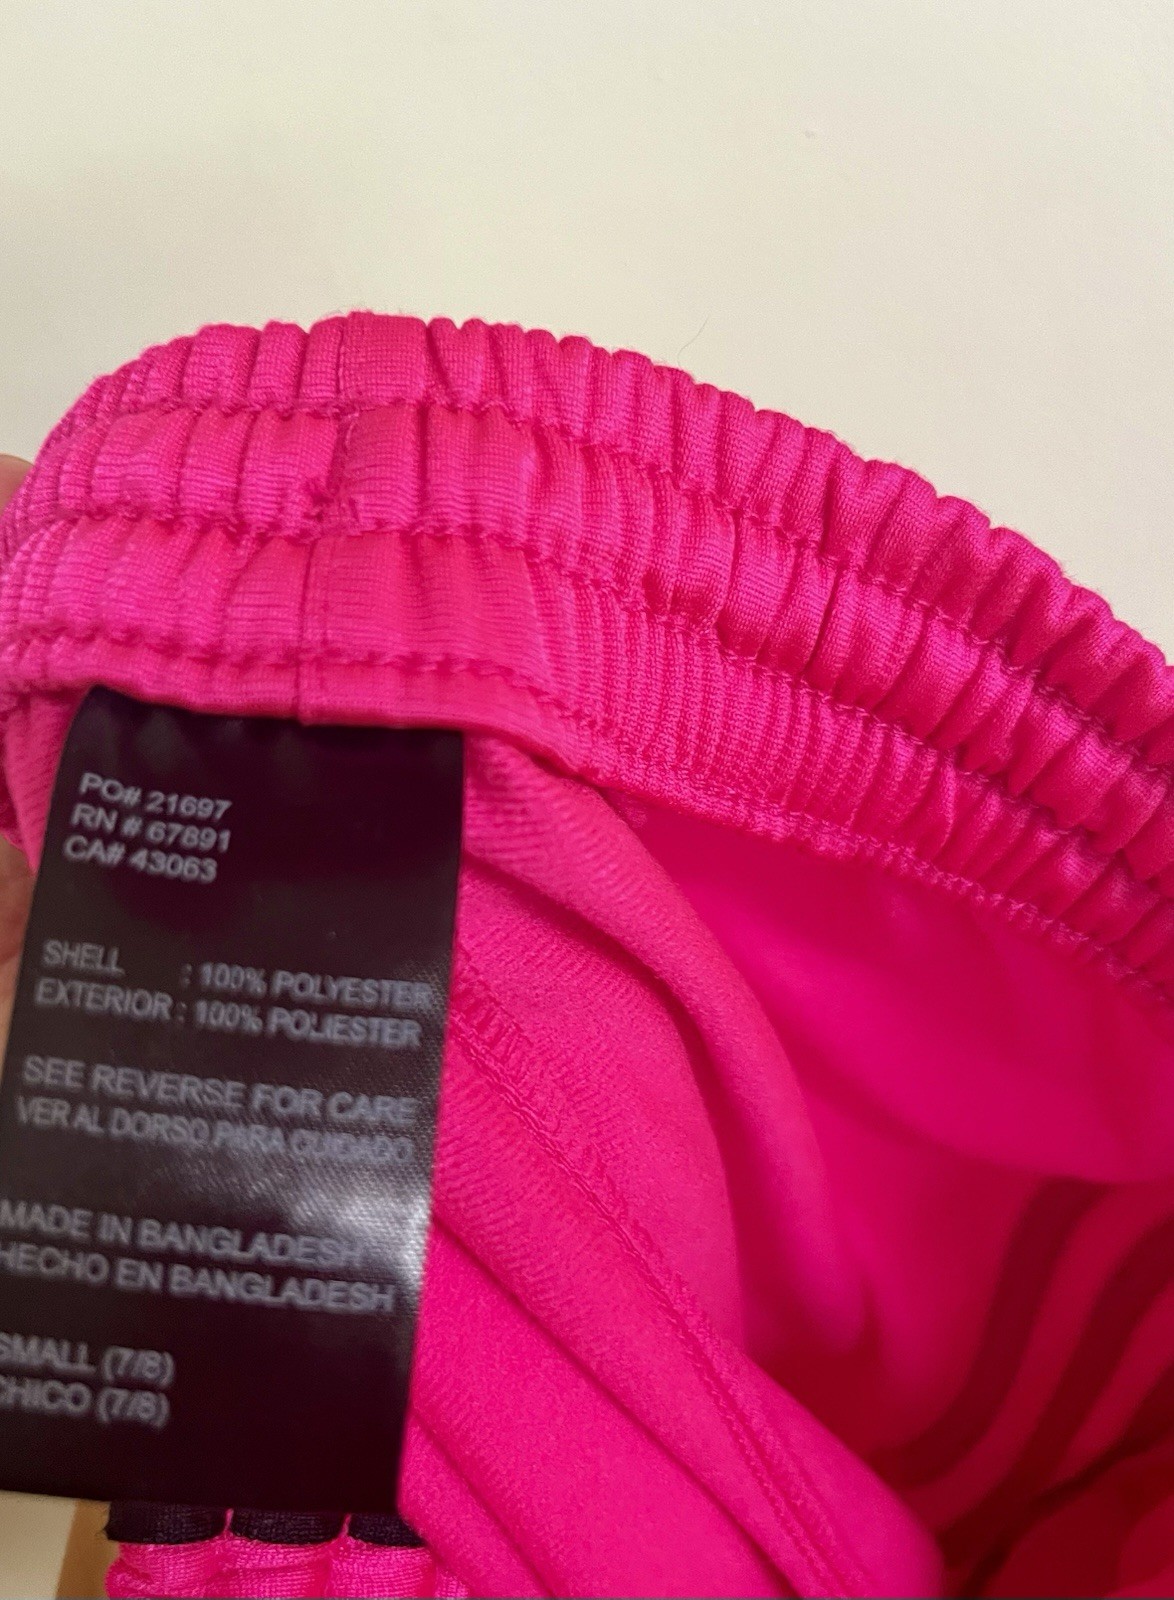 PO# 21697
RN # 67891
CA# 43063
SHELL : 100% POLYESTER
EXTERIOR : 100% POLIESTER
SEE REVERSE FOR CARE
VER AL DORSO PARA CUIDADO
MADE IN BANGLADESH
HECHO EN BANGLADESH
SMALL (7/8)
CHICO (7/8)